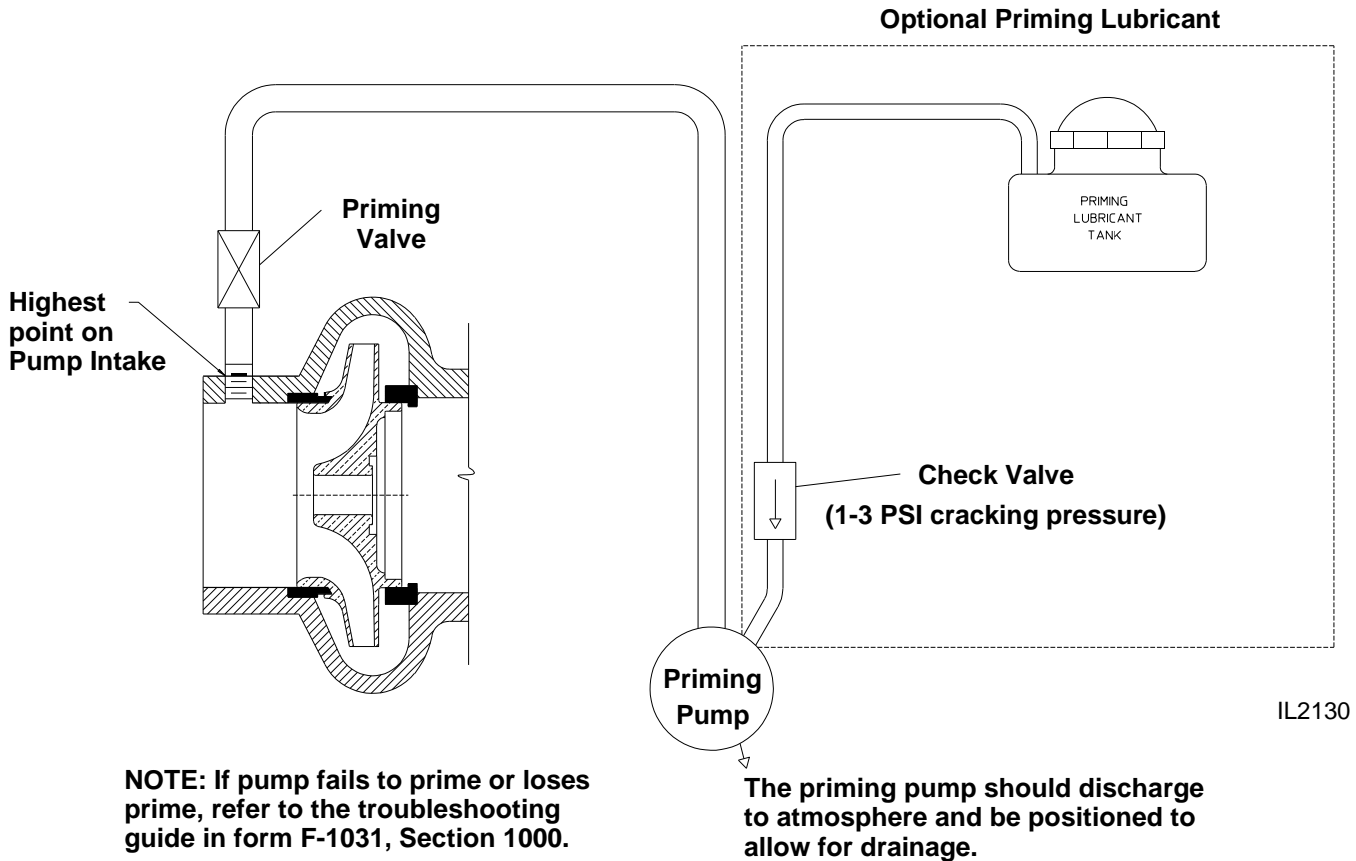 Optional Priming Lubricant
PRIMING
LUBRICANT
TANK
Priming
Valve
Highest
point on
Pump Intake
Check Valve
(1-3 PSI cracking pressure)
Priming
Pump
IL2130
NOTE: If pump fails to prime or loses
prime, refer to the troubleshooting
guide in form F-1031, Section 1000.
The priming pump should discharge
to atmosphere and be positioned to
allow for drainage.